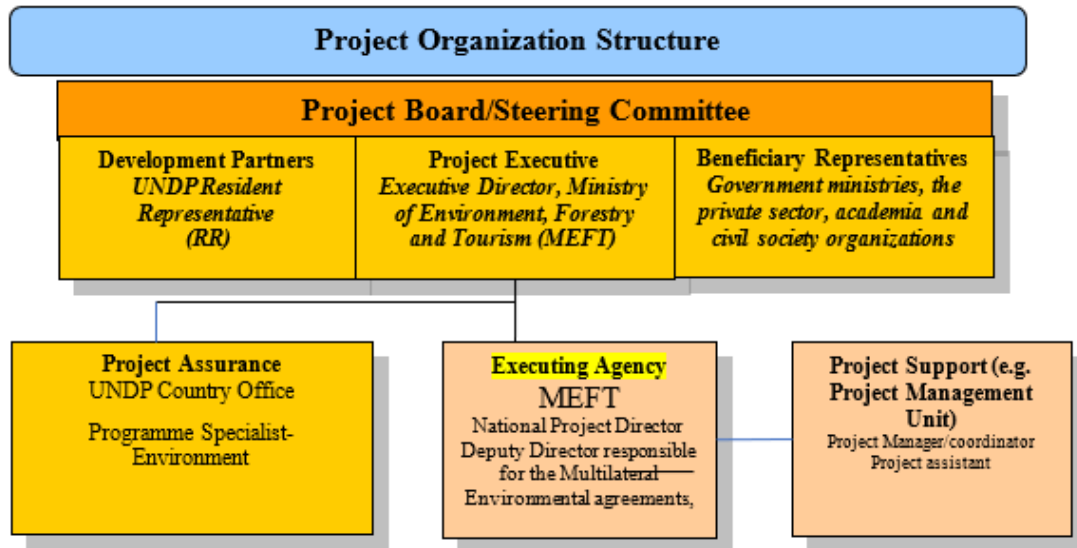 Project Organization Structure
Project Board/Steering Committee
Development Partners
UNDP Resident
Representative
(RR)
Project Executive
Executive Director, Ministry
of Environment, Forestry
and Tourism (MEFT)
Beneficiary Representatives
Government ministries, the
private sector, academia and
civil society organizations
Project Assurance
UNDP Country Office
Programme Specialist-
Environment
Executing Agency
MEFT
National Project Director
Deputy Director responsible
for the Multilateral
Environmental agreements,
Project Support (e.g.
Project Management
Unit)
Project Manager/coordinator
Project assistant